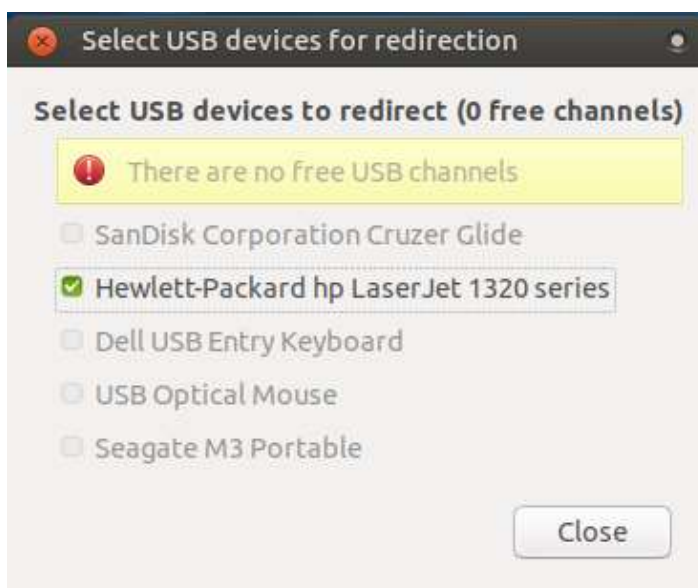 Select USB devices for redirection
Select USB devices to redirect (0 free channels)
There are no free USB channels
SanDisk Corporation Cruzer Glide
Hewlett-Packard hp LaserJet 1320 series
Dell USB Entry Keyboard
USB Optical Mouse
Seagate M3 Portable
Close